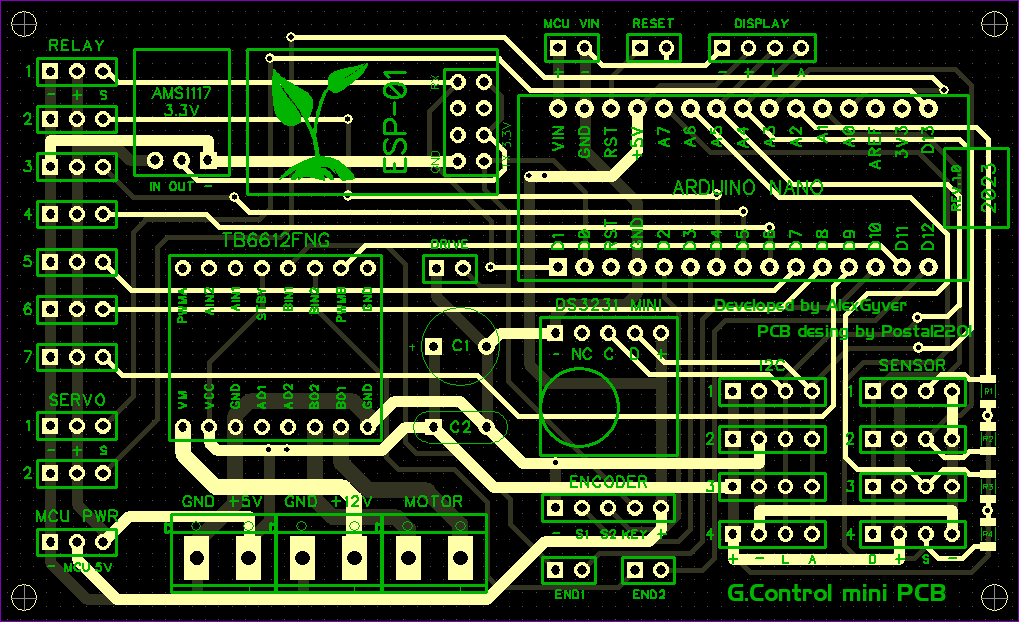 MCU VIN RESET DISPLAY
RELAY
- +
- + L A
1
- + S
AMS1117
3.3V
RX
ESP-01
GND
3.3V
IN OUT -
2
3
4
5
6
7
VIN GND RST +5V A7 A6 A5 A4 A3 A2 A1 A0 AREF 3V3 D13
ARDUINO NANO
REV:1.0
2023
D1 D0 RST GND D2 D3 D4 D5 D6 D7 D8 D9 D10 D11 D12
TB6612FNG
DRIVE
PWMA AIN2 AIN1 STBY BIN1 BIN2 PWMB GND
VM VCC GND AO1 AO2 BO2 BO1 GND
+ C1
C2
DS3231 MINI
- NC C D +
Developed by AlexGyver
PCB desing by Postal2201
I2C SENSOR
1 1
2 2
3 3
4 4
+ - L A
D + S -
R1
R2
R3
R4
SERVO
1
- + S
2
MCU PWR
- MCU 5V
GND +5V GND +12V MOTOR
ENCODER
- S1 S2 KEY +
END1 END2
G.Control mini PCB